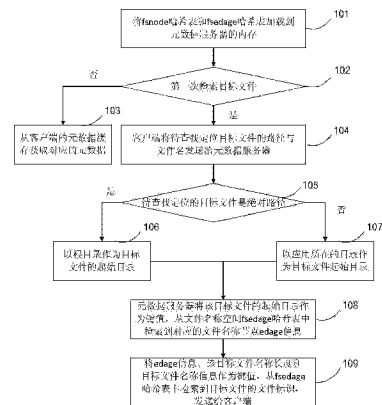 将fsnode哈希表和fsedage哈希表加载到
元数据服务器的内存
101
第一次检索目标文件
102
否
是
从客户端的元数据缓
存获取对应的元数据
103
客户端将待查找定位目标文件的路径与
文件名发送给元数据服务器
104
待查找定位的目标文件是绝对路径
105
是
否
以根目录作为目标
文件的起始目录
106
以应用所在的目录作
为目标文件起始目录
107
元数据服务器将该目标文件的起始目录作
为键值，从文件名称空间fsedage哈希表中
检索到对应的文件名称节点edage信息
108
将edage信息、该目标文件名称长度和
目标文件名称信息作为键值，从fsedage
哈希表中检索到目标文件的文件标识，
发送给客户端
109